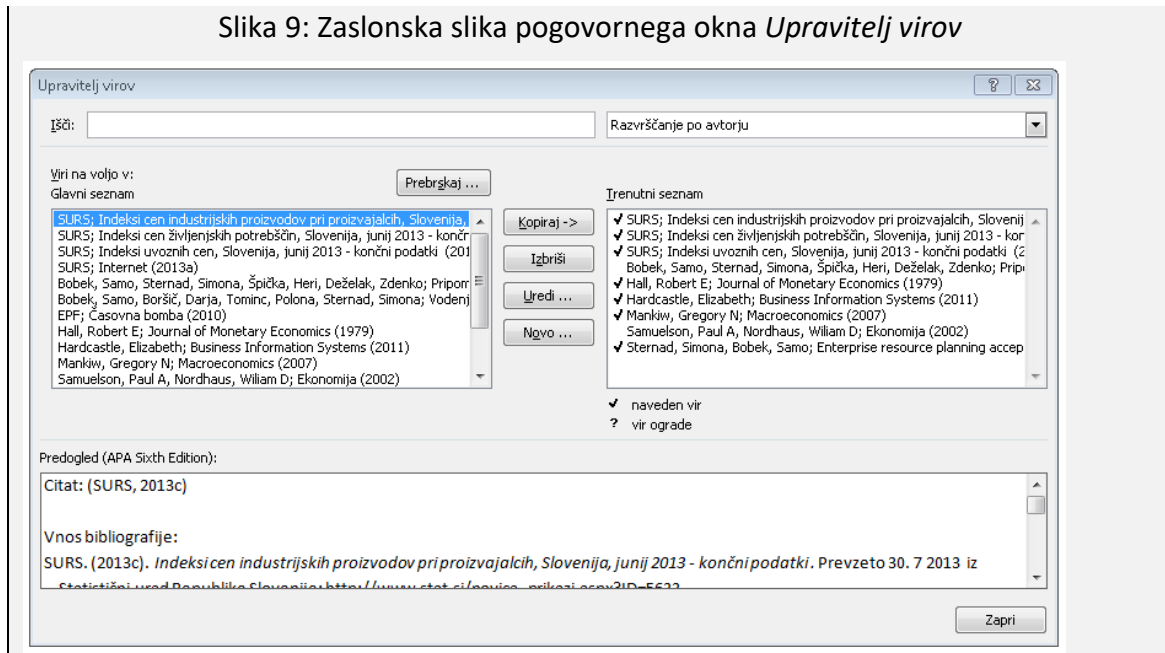 Slika 9: Zaslonska slika pogovornega okna Upravitelj virov
Upravitelj virov
Išči:
Razvrščanje po avtorju
Viri na voljo v:
Glavni seznam
Prebrskaj ...
SURS; Indeksi cen industrijskih proizvodov pri proizvajalcih, Slovenija,
SURS; Indeksi cen življenjskih potrebščin, Slovenija, junij 2013 - končr
SURS; Indeksi uvoznih cen, Slovenija, junij 2013 - končni podatki (201
SURS; Internet (2013a)
Bobek, Samo, Sternad, Simona, Špička, Heri, Deželak, Zdenko; Pripor
Bobek, Samo, Boršič, Darja, Tominc, Polona, Sternad, Simona; Vodenj
EPF; Časovna bomba (2010)
Hall, Robert E; Journal of Monetary Economics (1979)
Hardcastle, Elizabeth; Business Information Systems (2011)
Mankiw, Gregory N; Macroeconomics (2007)
Samuelson, Paul A, Nordhaus, Wiliam D; Ekonomija (2002)
Kopiraj ->
Izbriši
Uredi ...
Novo ...
Trenutni seznam
✓ SURS; Indeksi cen industrijskih proizvodov pri proizvajalcih, Slovenij
✓ SURS; Indeksi cen življenjskih potrebščin, Slovenija, junij 2013 - kor
✓ SURS; Indeksi uvoznih cen, Slovenija, junij 2013 - končni podatki (2
Bobek, Samo, Sternad, Simona, Špička, Heri, Deželak, Zdenko; Pripo
✓ Hall, Robert E; Journal of Monetary Economics (1979)
✓ Hardcastle, Elizabeth; Business Information Systems (2011)
✓ Mankiw, Gregory N; Macroeconomics (2007)
Samuelson, Paul A, Nordhaus, Wiliam D; Ekonomija (2002)
✓ Sternad, Simona, Bobek, Samo; Enterprise resource planning accep
✓ naveden vir
? vir ograde
Predogled (APA Sixth Edition):
Citat: (SURS, 2013c)
Vnos bibliografije:
SURS. (2013c). Indeksi cen industrijskih proizvodov pri proizvajalcih, Slovenija, junij 2013 - končni podatki. Prevzeto 30. 7 2013 iz
Zapri